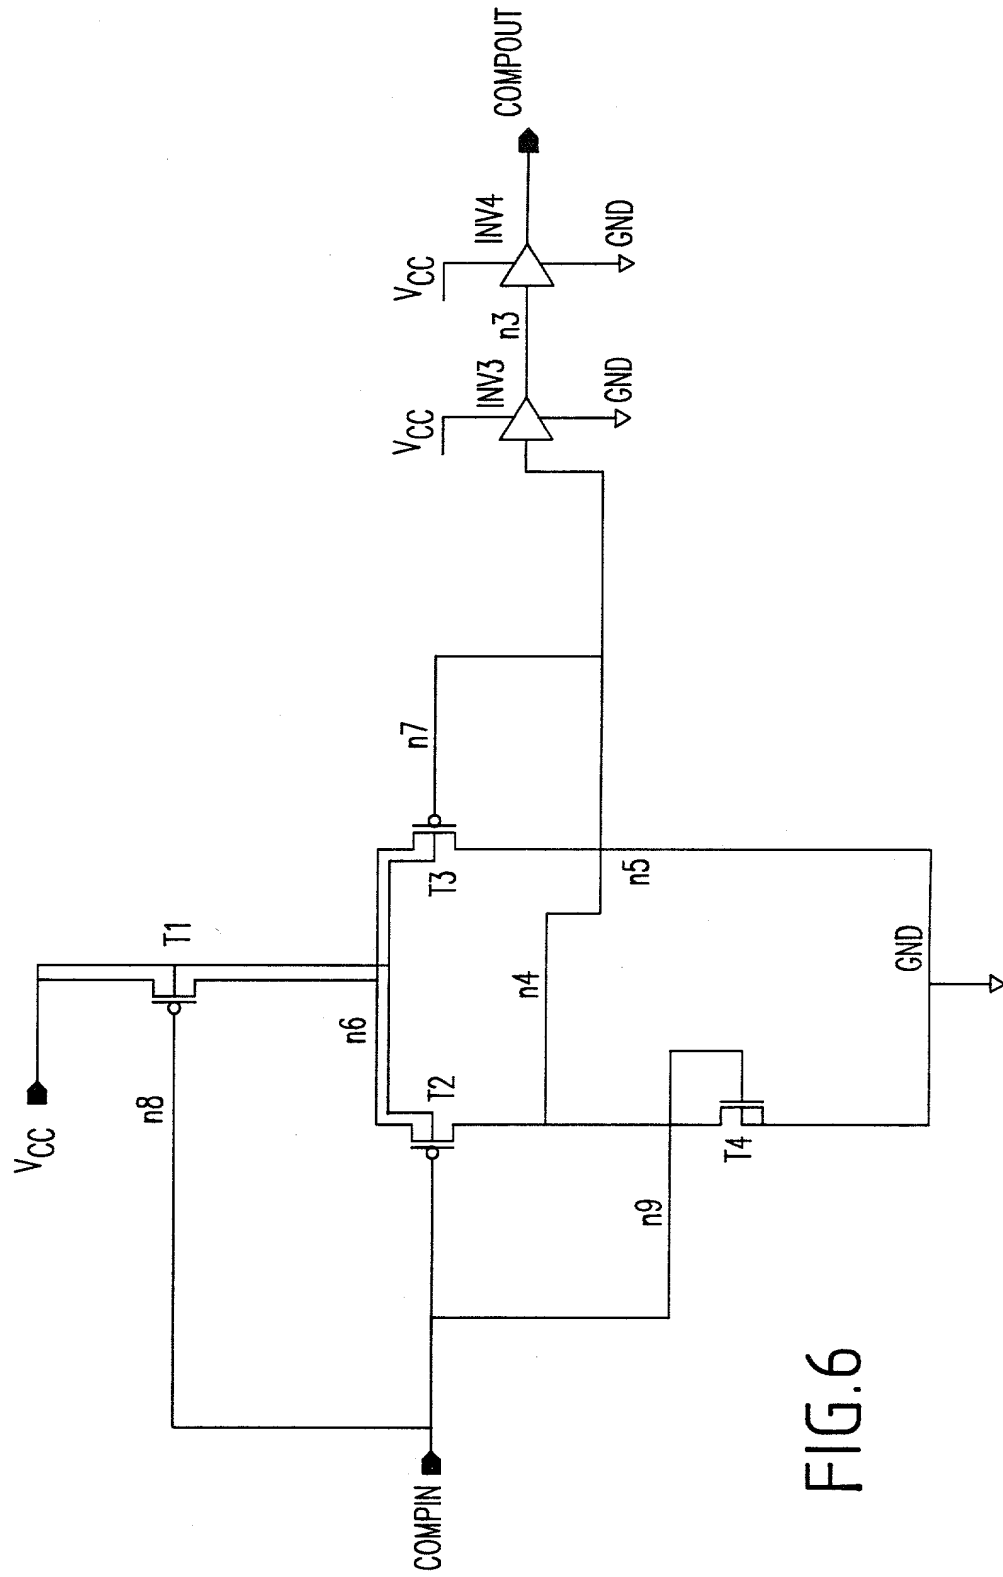 VCC
T1
n8
n6
T2
T3
n7
COMPIN
n4
n5
n9
T4
GND
VCC
INV3
GND
n3
VCC
INV4
GND
COMPOUT
FIG.6